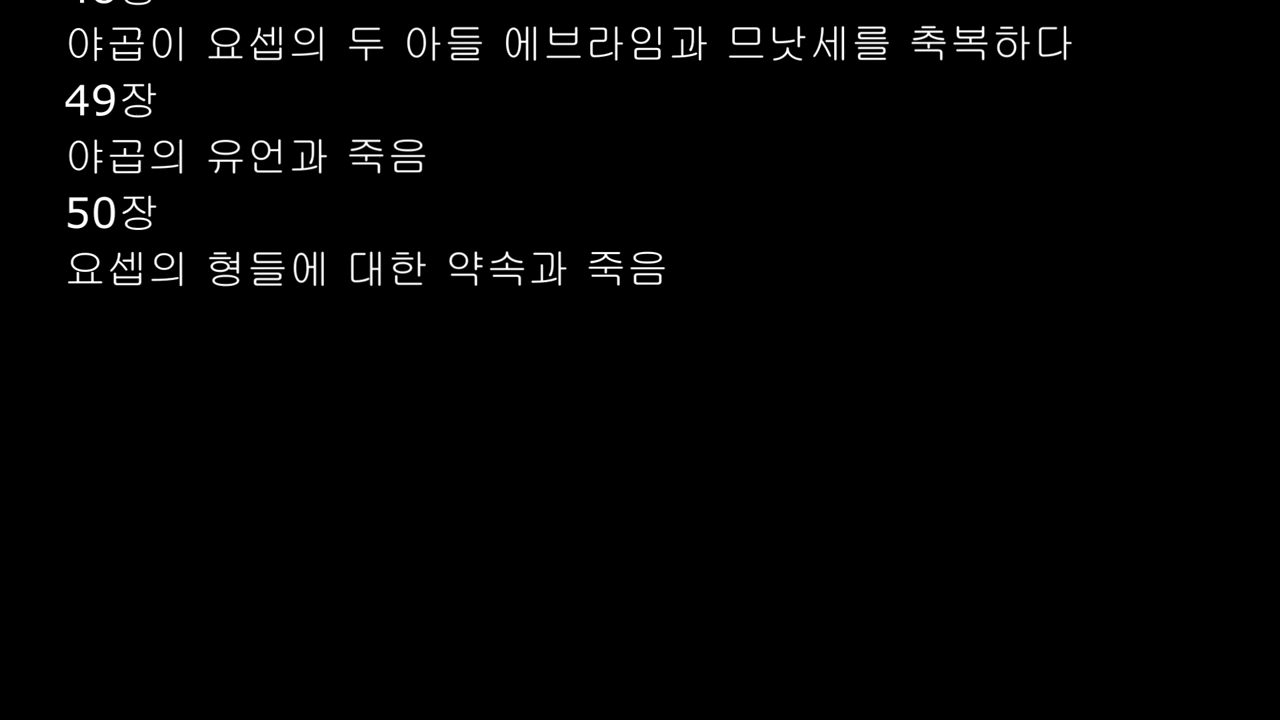 야곱이 요셉의 두 아들 에브라임과 므낫세를 축복하다
49장
야곱의 유언과 죽음
50장
요셉의 형들에 대한 약속과 죽음